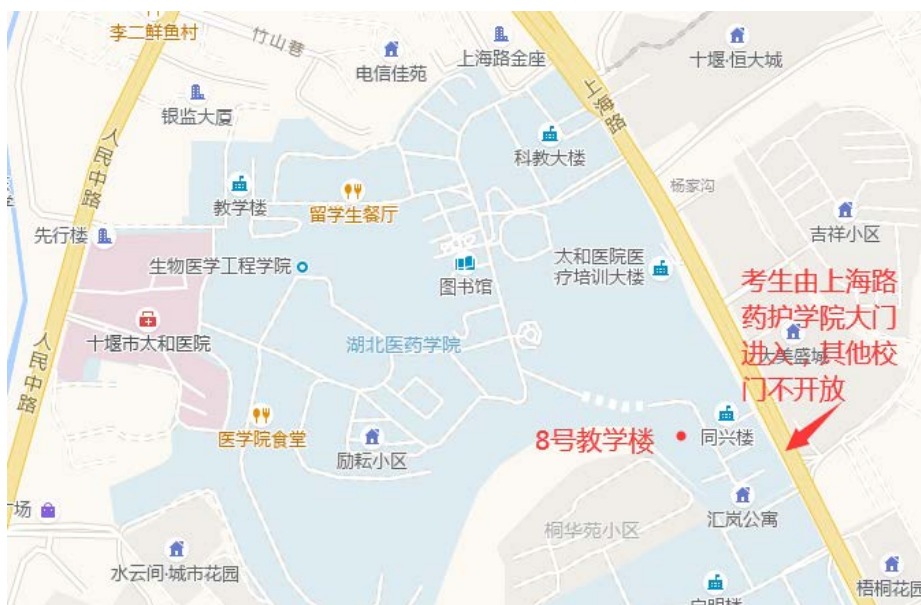 李二鲜鱼村
竹山巷
电信佳苑
上海路金座
十堰·恒大城
银监大厦
上海路
人民中路
科教大楼
杨家沟
教学楼
留学生餐厅
吉祥小区
先行楼
生物医学工程学院
图书馆
太和医院医
疗培训大楼
考生由上海路
药护学院大门
进入，其他校
门不开放
大美盛城
十堰市太和医院
湖北医药学院
人民中路
医学院食堂
励耘小区
8号教学楼
同兴楼
广场
汇岚公寓
桐华苑小区
水云间·城市花园
梧桐花园